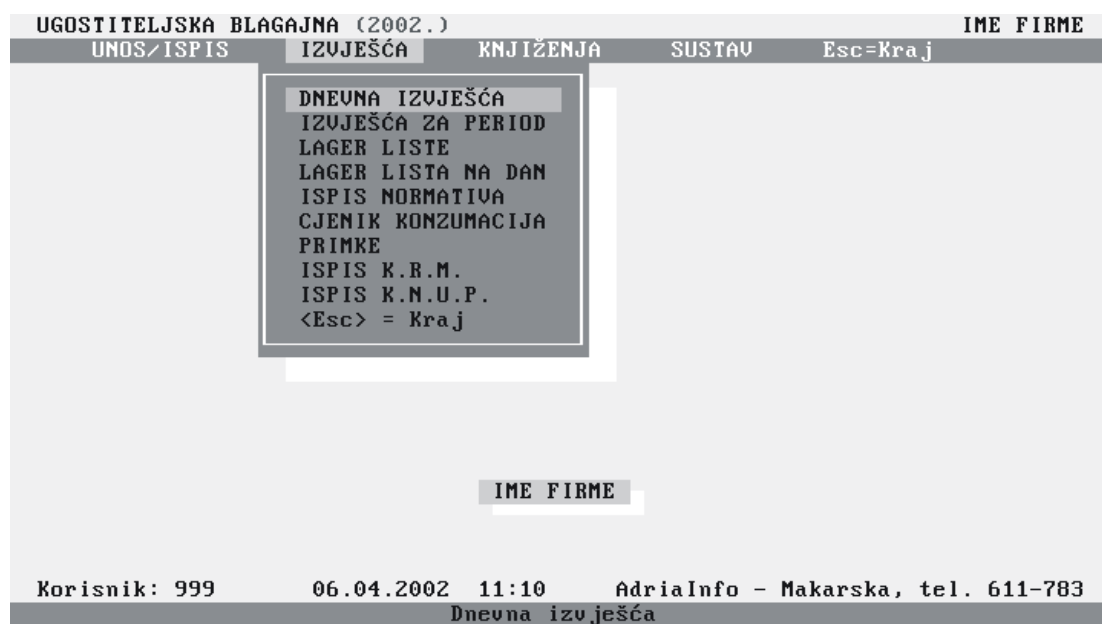 UGOSTITELJSKA BLAGAJNA (2002.) IME FIRME
UNOS/ISPIS IZVJEŠĆA KNJIŽENJA SUSTAV Esc=Kraj
DNEVNA IZVJEŠĆA
IZVJEŠĆA ZA PERIOD
LAGER LISTE
LAGER LISTA NA DAN
ISPIS NORMATIVA
CJENIK KONZUMACIJA
PRIMKE
ISPIS K.R.M.
ISPIS K.N.U.P.
<Esc> = Kraj
IME FIRME
Korisnik: 999 06.04.2002 11:10 AdriaInfo - Makarska, tel. 611-783
Dnevna izvješća